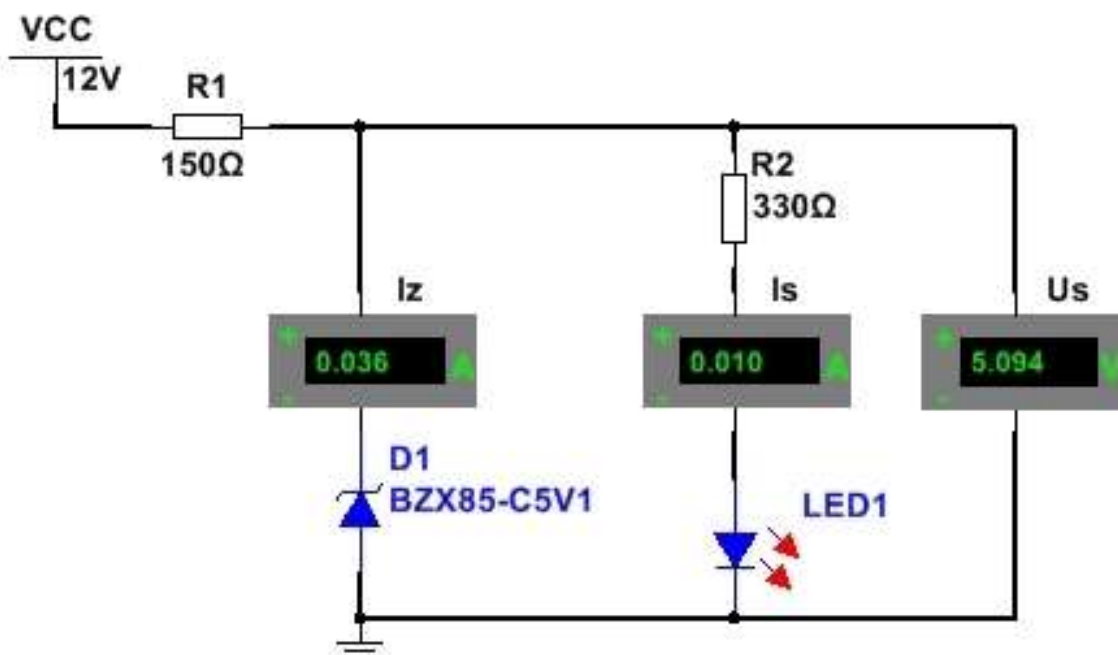 VCC
12V
R1
150Ω
R2
330Ω
Iz
Is
Us
+
0.036
A
-
+
0.010
A
-
+
5.094
V
-
D1
BZX85-C5V1
LED1